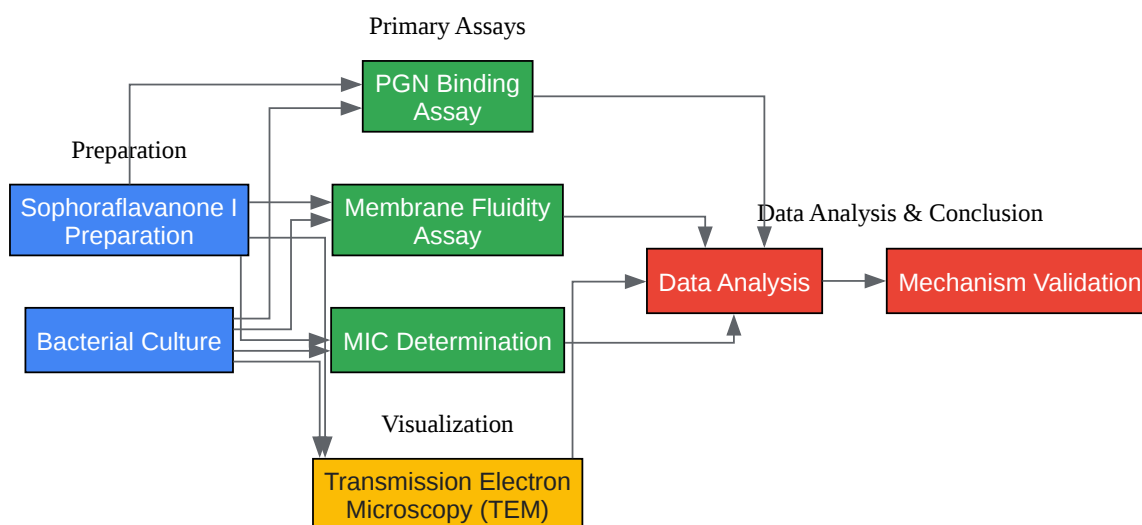 Primary Assays
PGN Binding
Assay
Preparation
Sophoraflavanone I
Preparation
Membrane Fluidity
Assay
Data Analysis & Conclusion
Data Analysis
Mechanism Validation
Bacterial Culture
MIC Determination
Visualization
Transmission Electron
Microscopy (TEM)